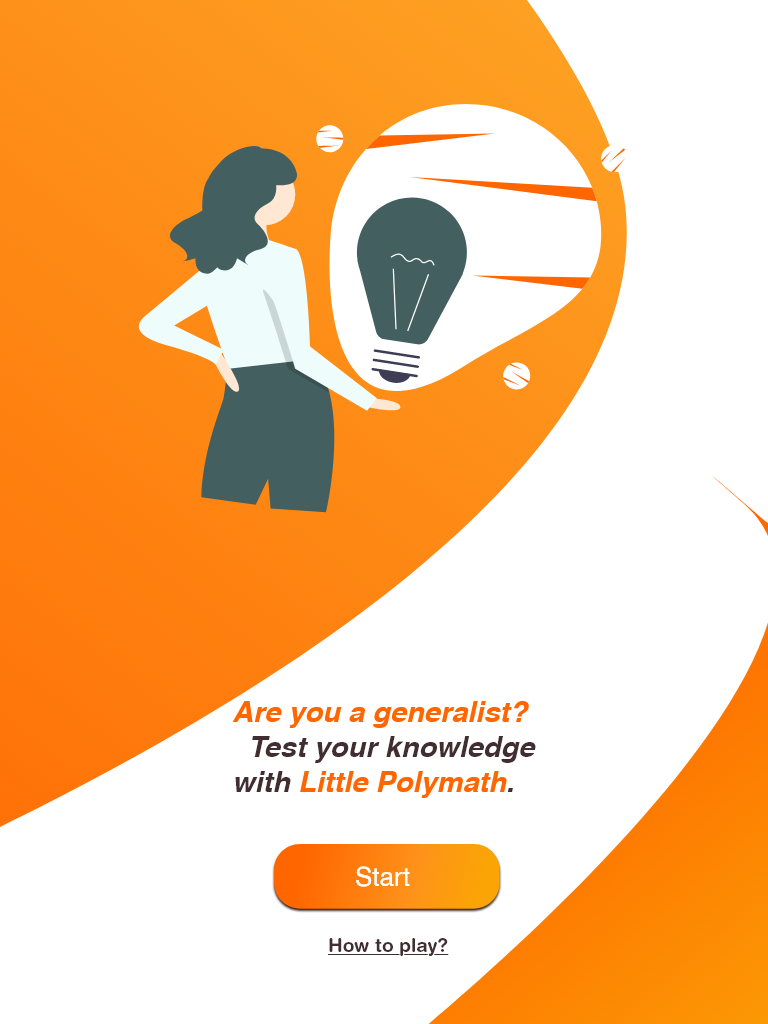 Are you a generalist?
Test your knowledge
with Little Polymath.
Start
How to play?